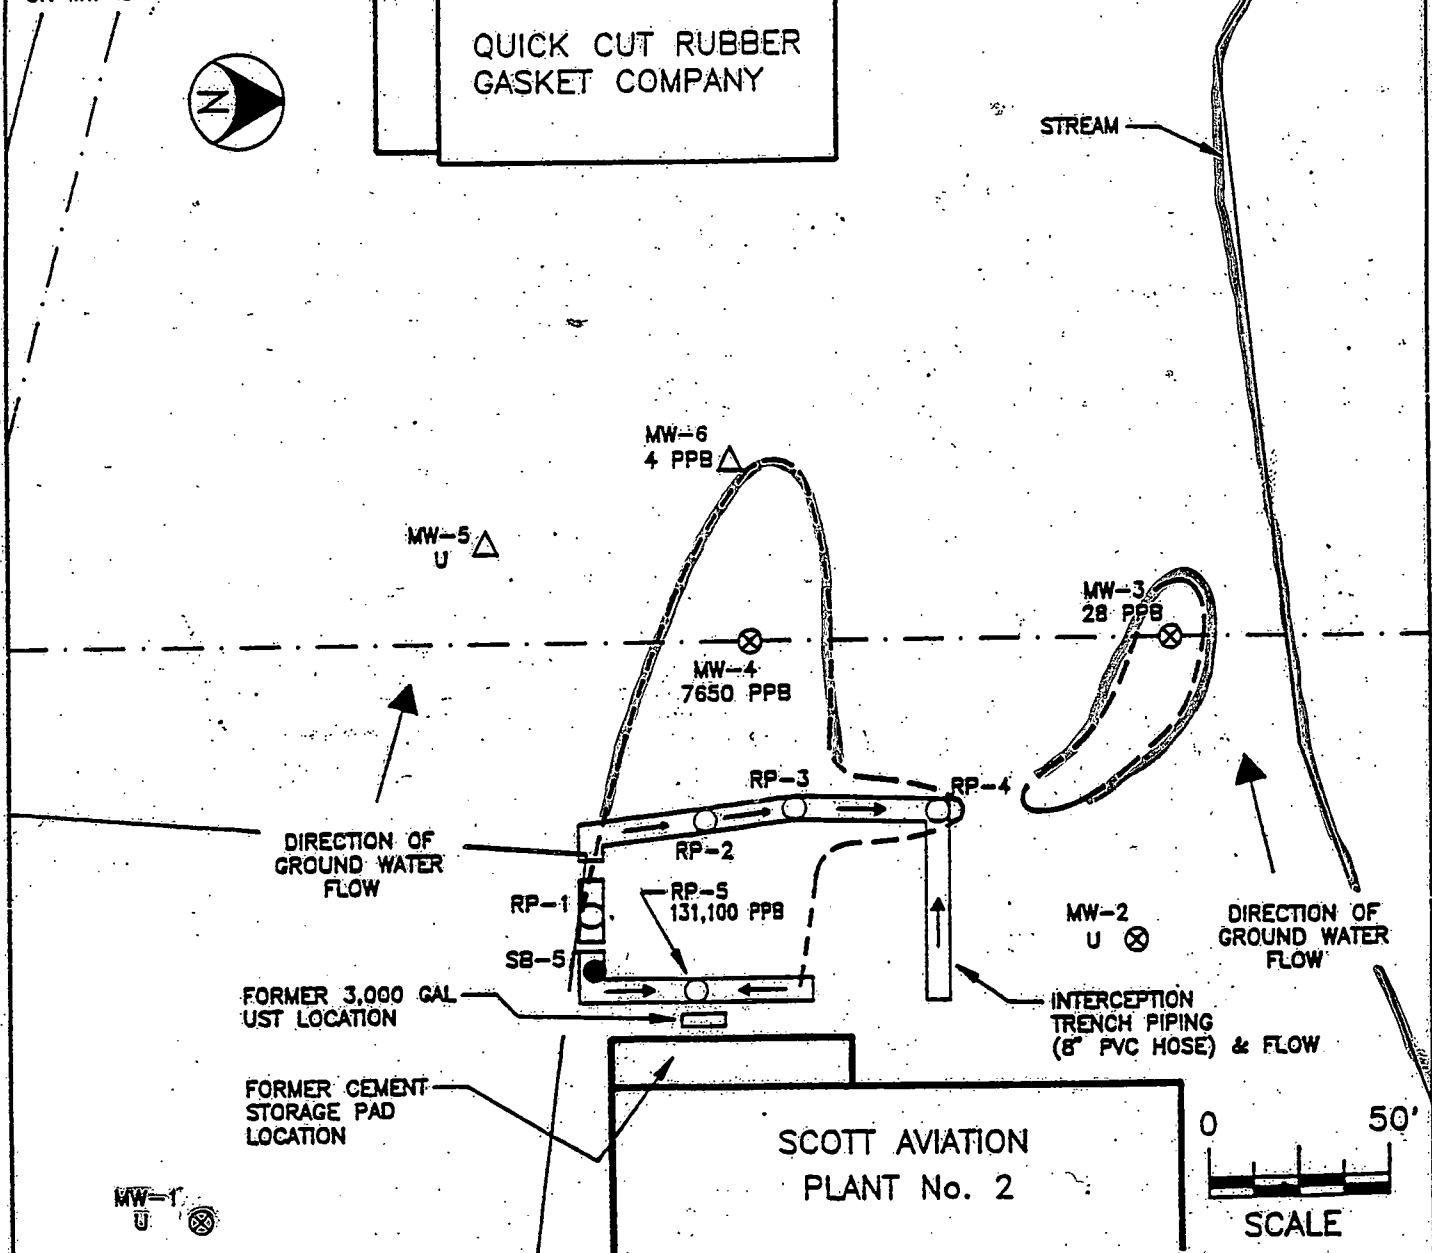 QUICK CUT RUBBER
GASKET COMPANY
N
STREAM
MW-6
4 PPB
MW-5
U
MW-3
28 PPB
MW-4
7650 PPB
RP-3
RP-4
DIRECTION OF
GROUND WATER
FLOW
RP-2
RP-1
RP-5
131,100 PPB
MW-2
U
DIRECTION OF
GROUND WATER
FLOW
SB-5
FORMER 3,000 GAL
UST LOCATION
INTERCEPTION
TRENCH PIPING
(8" PVC HOSE) & FLOW
FORMER CEMENT
STORAGE PAD
LOCATION
SCOTT AVIATION
PLANT No. 2
0 50'
SCALE
MW-1
U